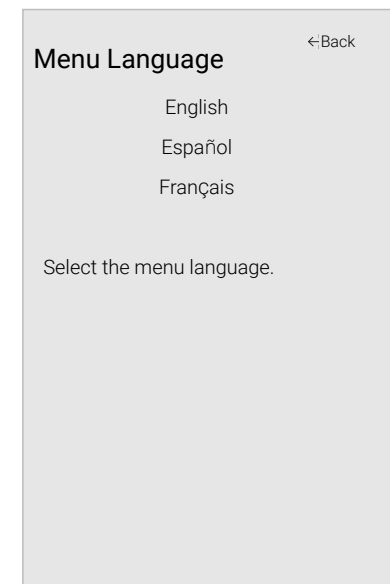 ←Back
Menu Language
English
Español
Français
Select the menu language.